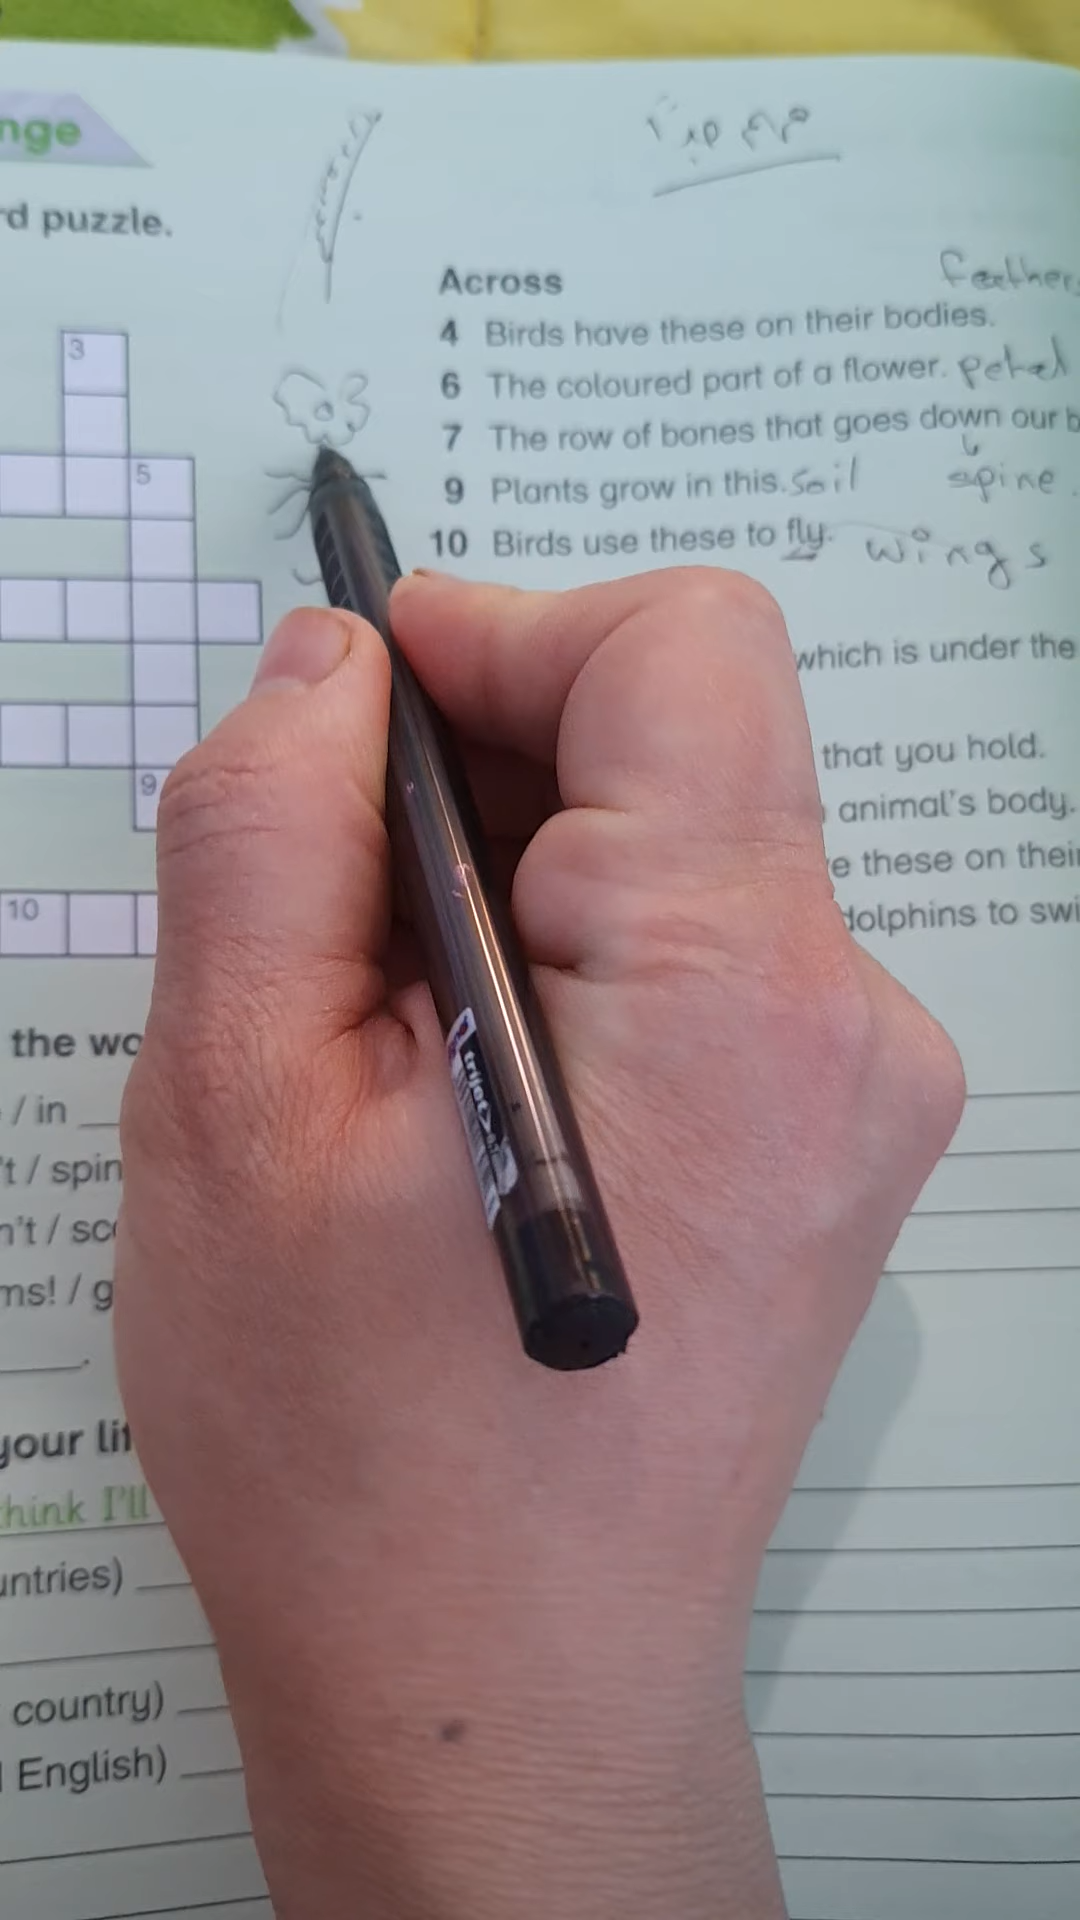 nge
rd puzzle.
3
5
9
10
Across
feather
4 Birds have these on their bodies.
6 The coloured part of a flower. petal
7 The row of bones that goes down our b
spine
9 Plants grow in this. soil
10 Birds use these to fly. wings
which is under the
that you hold.
animal's body.
e these on thei
dolphins to swi
the wo
/ in
't / spin
n't / sc
ms! / g
your li
think I'll
untries)
country)
English)
trijet